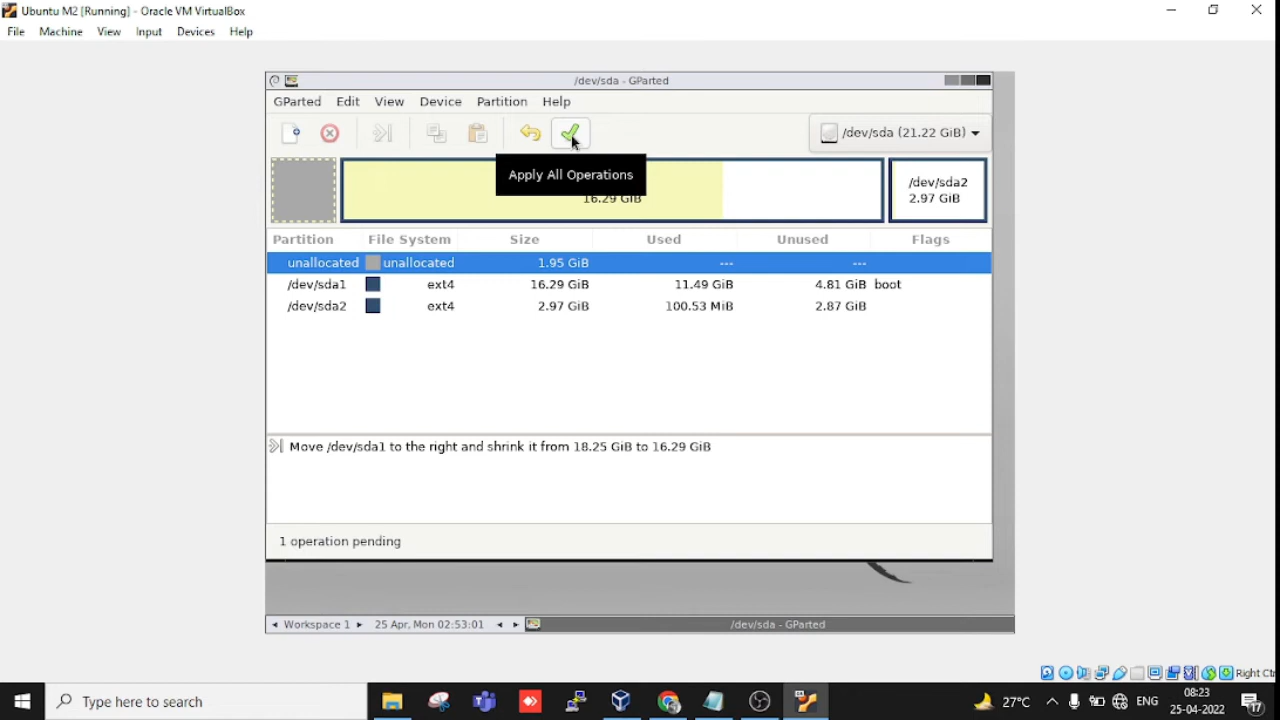 Ubuntu M2 [Running] - Oracle VM VirtualBox
File Machine View Input Devices Help
/dev/sda - GParted
GParted Edit View Device Partition Help
/dev/sda (21.22 GiB)
Apply All Operations
16.29 GiB
/dev/sda2
2.97 GiB
Partition File System Size Used Unused Flags
unallocated unallocated 1.95 GiB --- ---
/dev/sda1 ext4 16.29 GiB 11.49 GiB 4.81 GiB boot
/dev/sda2 ext4 2.97 GiB 100.53 MiB 2.87 GiB
Move /dev/sda1 to the right and shrink it from 18.25 GiB to 16.29 GiB
1 operation pending
Workspace 1 25 Apr, Mon 02:53:01 /dev/sda - GParted
Right Ct
Type here to search
27°C ENG
08:23
25-04-2022
17